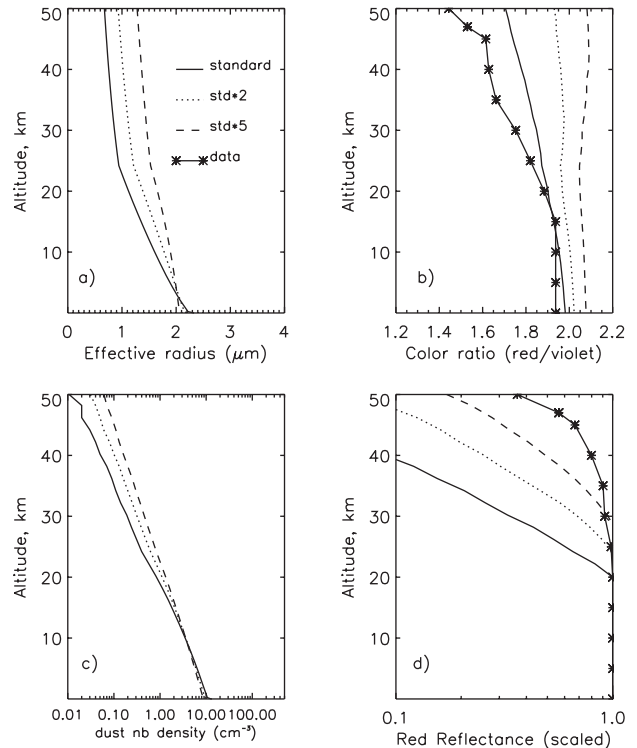 50
40
30
20
10
Altitude, km
standard
std*2
std*5
data
a)
0 1 2 3 4
Effective radius (μm)
50
40
30
20
10
Altitude, km
b)
1.2 1.4 1.6 1.8 2.0 2.2
Color ratio (red/violet)
50
40
30
20
10
Altitude, km
c)
0.01 0.10 1.00 10.00 100.00
dust nb density (cm⁻³)
50
40
30
20
10
Altitude, km
d)
0.1 1.0
Red Reflectance (scaled)